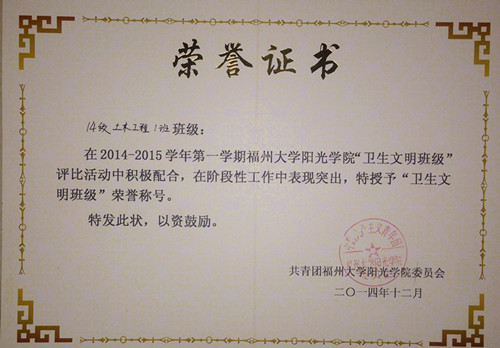 荣誉证书
14级土木工程1班班级：
在2014-2015学年第一学期福州大学阳光学院“卫生文明班级”
评比活动中积极配合，在阶段性工作中表现突出，特授予“卫生文
明班级”荣誉称号。
特发此状，以资鼓励。
共青团福州大学阳光学院委员会
二〇一四年十二月